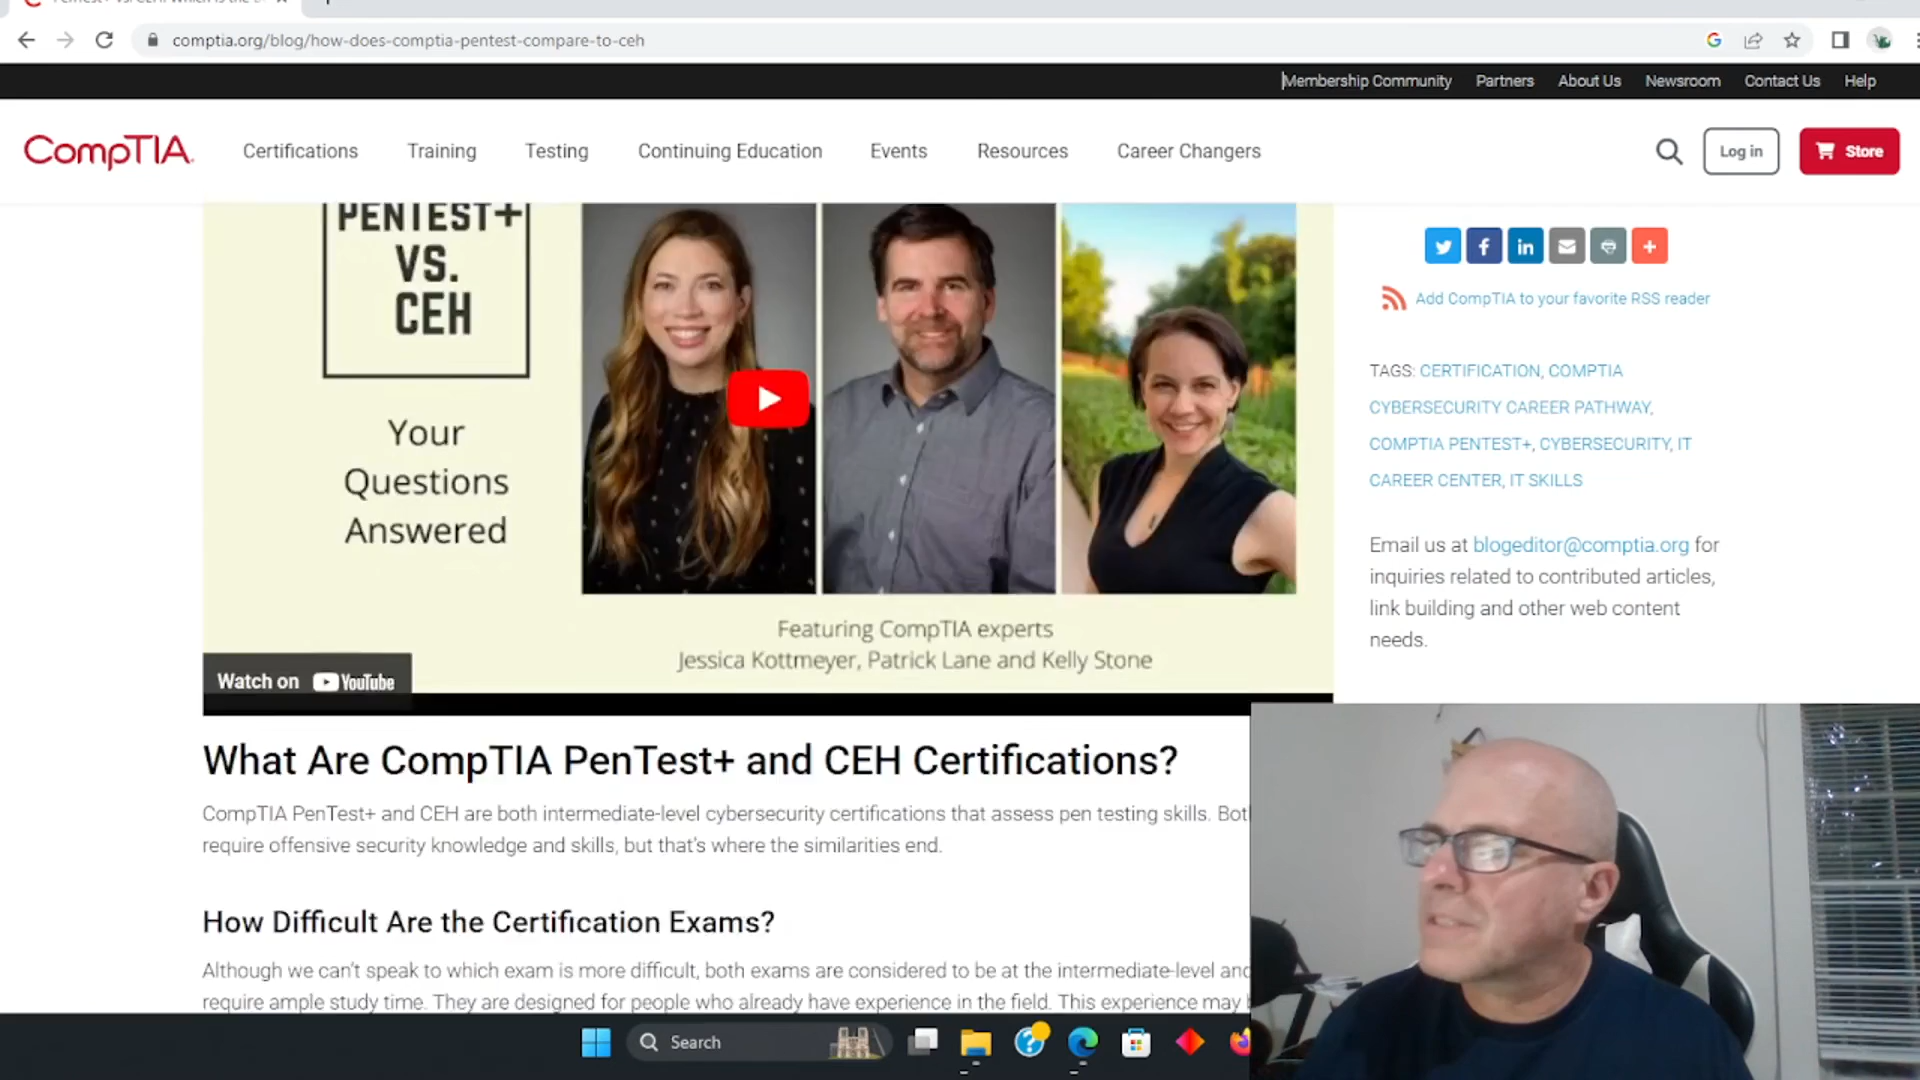 comptia.org/blog/how-does-comptia-pentest-compare-to-ceh
Membership Community Partners About Us Newsroom Contact Us Help
CompTIA.
Certifications Training Testing Continuing Education Events Resources Career Changers
Log in
Store
PENTEST+
VS.
CEH
Your
Questions
Answered
Featuring CompTIA experts
Jessica Kottmeyer, Patrick Lane and Kelly Stone
Watch on YouTube
Add CompTIA to your favorite RSS reader
TAGS: CERTIFICATION, COMPTIA
CYBERSECURITY CAREER PATHWAY,
COMPTIA PENTEST+, CYBERSECURITY, IT
CAREER CENTER, IT SKILLS
Email us at blogeditor@comptia.org for
inquiries related to contributed articles,
link building and other web content
needs.
What Are CompTIA PenTest+ and CEH Certifications?
CompTIA PenTest+ and CEH are both intermediate-level cybersecurity certifications that assess pen testing skills.
require offensive security knowledge and skills, but that's where the similarities end.
How Difficult Are the Certification Exams?
Although we can't speak to which exam is more difficult, both exams are considered to be at the intermediate-level
require ample study time. They are designed for people who already have experience in the field. This experience may
Search